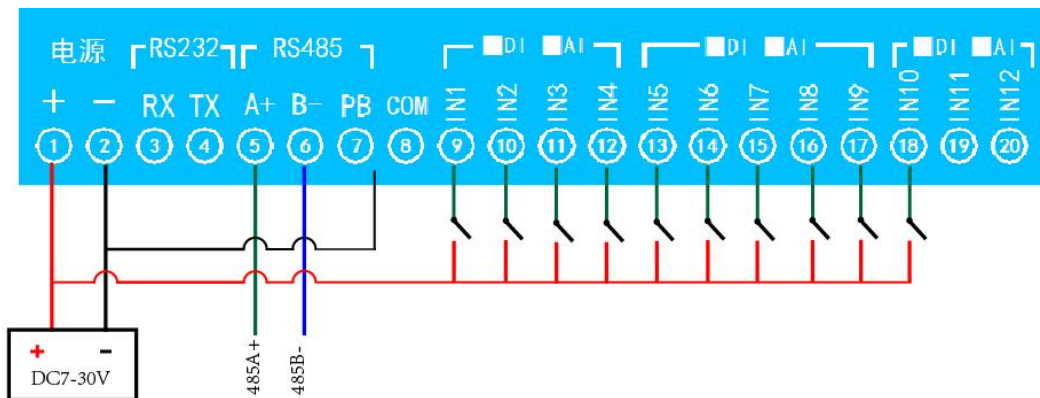 电源 RS232 RS485 ■DI ■AI ■DI ■AI ■DI ■AI
+ − RX TX A+ B- PB COM IN1 IN2 IN3 IN4 IN5 IN6 IN7 IN8 IN9 IN10 IN11 IN12
1 2 3 4 5 6 7 8 9 10 11 12 13 14 15 16 17 18 19 20
+ -
DC7-30V
485A+
485B-